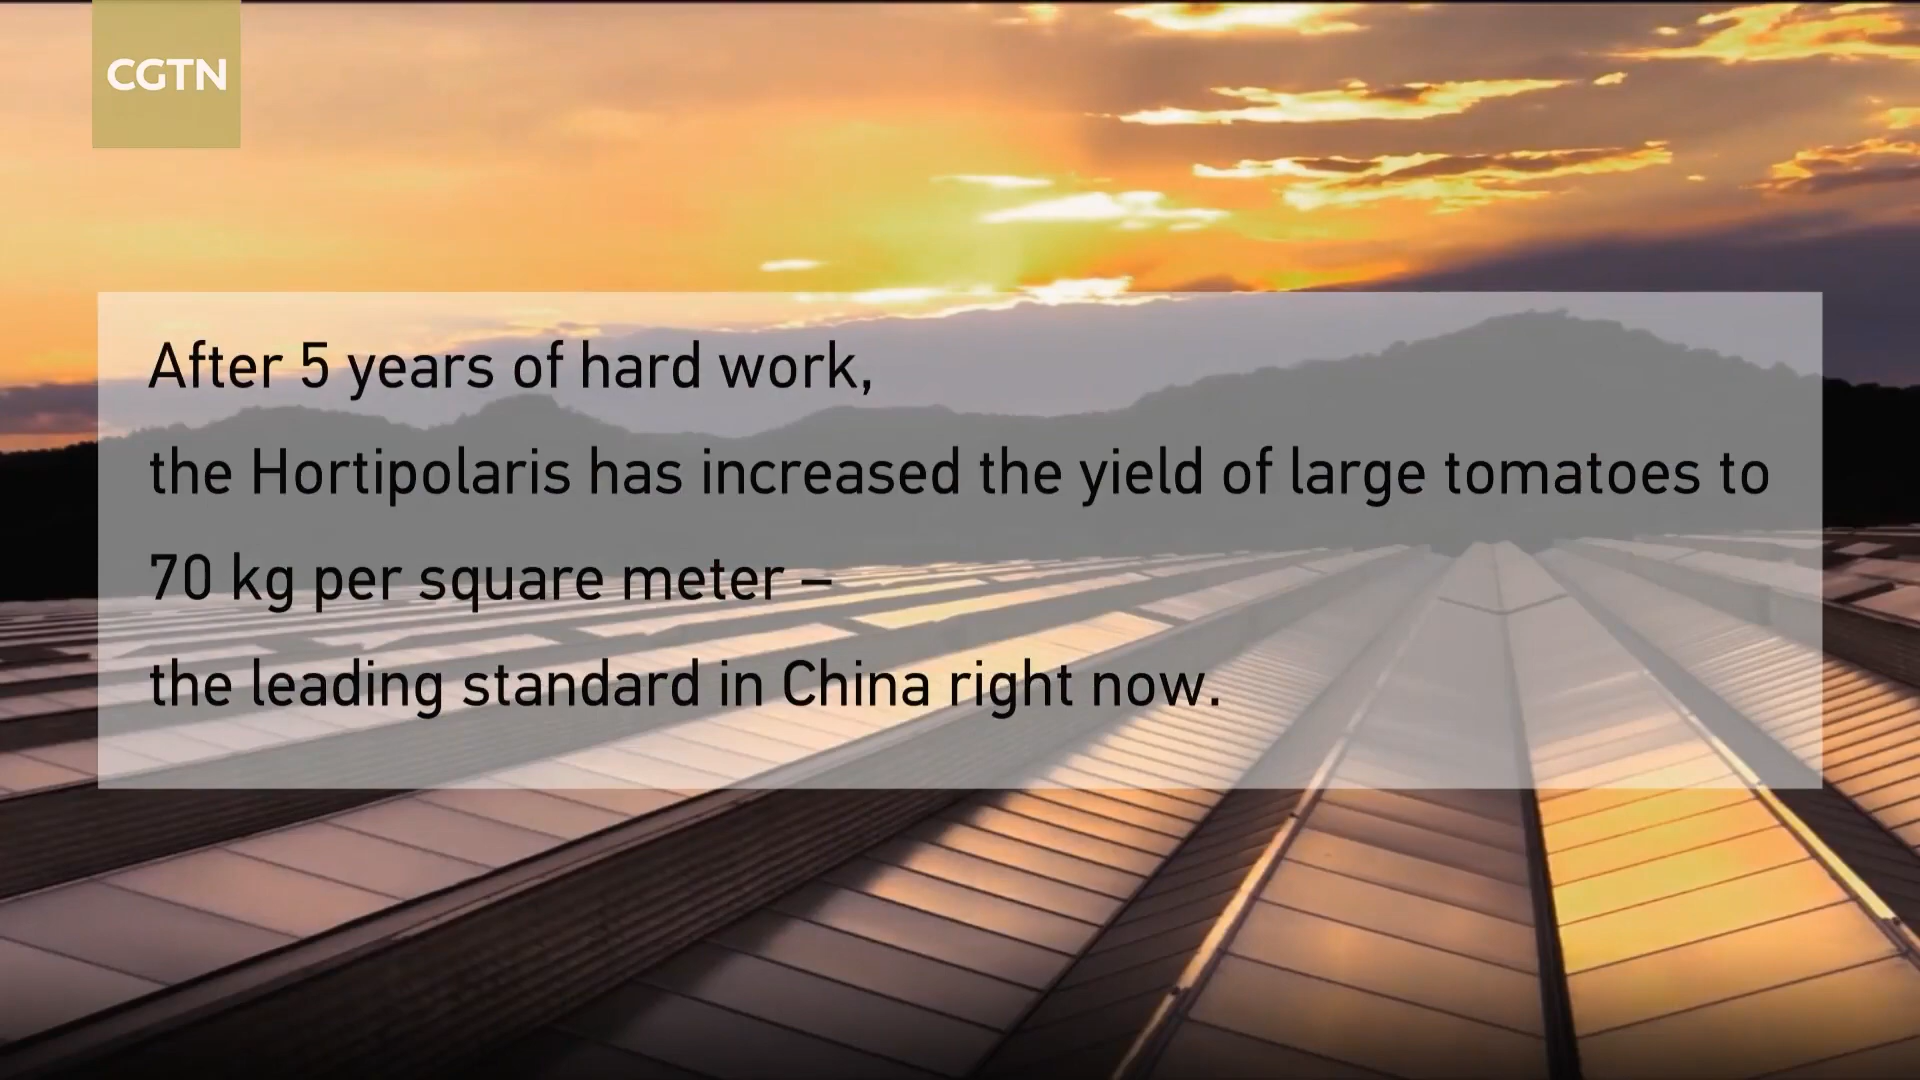 CGTN
After 5 years of hard work,
the Hortipolaris has increased the yield of large tomatoes to
70 kg per square meter –
the leading standard in China right now.